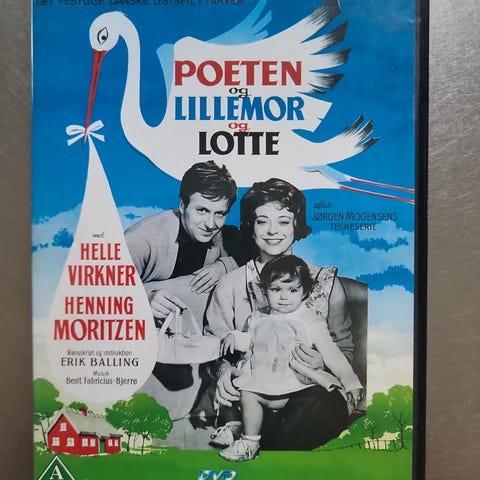 DET FESTLIGE DANSKE LYSTSPIL I FARVER
POETEN
og
LILLEMOR
og
LOTTE
efter
JØRGEN MOGENSENS
TEGNESERIE
med
HELLE
VIRKNER
HENNING
MORITZEN
Manuskript og instruktion:
ERIK BALLING
Musik:
Bent Fabricius-Bjerre
A
DVD